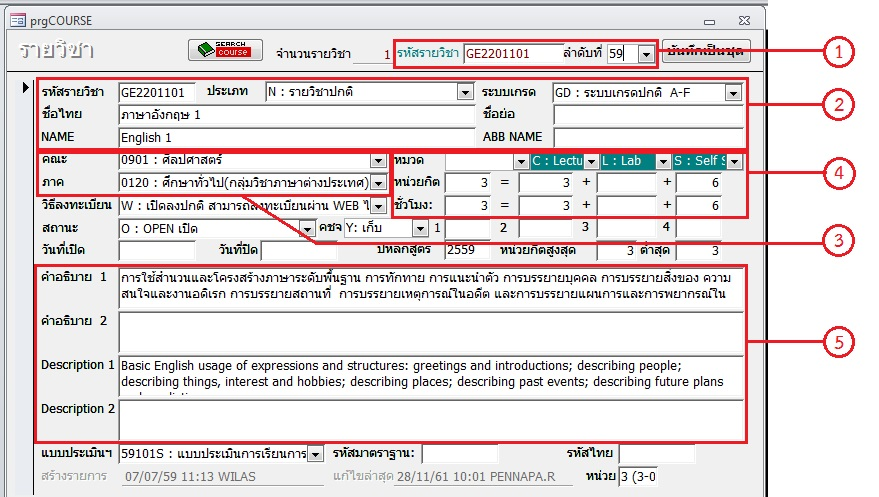 prgCOURSE
รายวิชา SEARCH course จำนวนรายวิชา 1 รหัสรายวิชา GE2201101 ลำดับที่ 59 บันทึกเป็นชุด 1
รหัสรายวิชา GE2201101 ประเภท N : รายวิชาปกติ ระบบเกรด GD : ระบบเกรดปกติ A-F 2
ชื่อไทย ภาษาอังกฤษ 1 ชื่อย่อ
NAME English 1 ABB NAME
คณะ 0901 : ศิลปศาสตร์ หมวด C : Lectu L : Lab S : Self S 4
ภาค 0120 : ศึกษาทั่วไป(กลุ่มวิชาภาษาต่างประเทศ) หน่วยกิต 3 = 3 + + 6
วิธีลงทะเบียน W : เปิดลงปกติ สามารถลงทะเบียนผ่าน WEB ชั่วโมง: 3 = 3 + + 6
สถานะ O : OPEN เปิด คชจ Y: เก็บ 1 2 3 4 3
วันที่เปิด วันที่ปิด ปีหลักสูตร 2559 หน่วยกิตสูงสุด 3 ต่ำสุด 3
คำอธิบาย 1 การใช้สำนวนและโครงสร้างภาษาระดับพื้นฐาน การทักทาย การแนะนำตัว การบรรยายบุคคล การบรรยายสิ่งของ ความ
สนใจและงานอดิเรก การบรรยายสถานที่ การบรรยายเหตุการณ์ในอดีต และการบรรยายแผนการและการพยากรณ์ใน
คำอธิบาย 2 5
Description 1 Basic English usage of expressions and structures: greetings and introductions; describing people;
describing things, interest and hobbies; describing places; describing past events; describing future plans
Description 2
แบบประเมินฯ 59101S : แบบประเมินการเรียนการส รหัสมาตราฐาน: รหัสไทย
สร้างรายการ 07/07/59 11:13 WILAS แก้ไขล่าสุด 28/11/61 10:01 PENNAPA.R หน่วย 3 (3-0